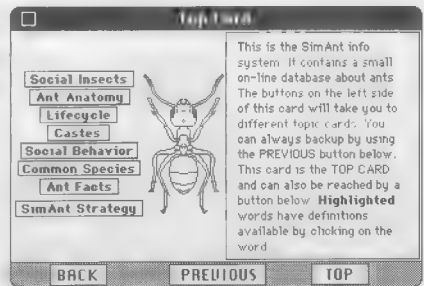 Top Card
Social Insects
Ant Anatomy
Lifecycle
Castes
Social Behavior
Common Species
Ant Facts
SimAnt Strategy
This is the SimAnt info
system. It contains a small
on-line database about ants
The buttons on the left side
of this card will take you to
different topic cards. You
can always backup by using
the PREVIOUS button below.
This card is the TOP CARD
and can also be reached by a
button below. Highlighted
words have definitions
available by clicking on the
word
BACK
PREVIOUS
TOP